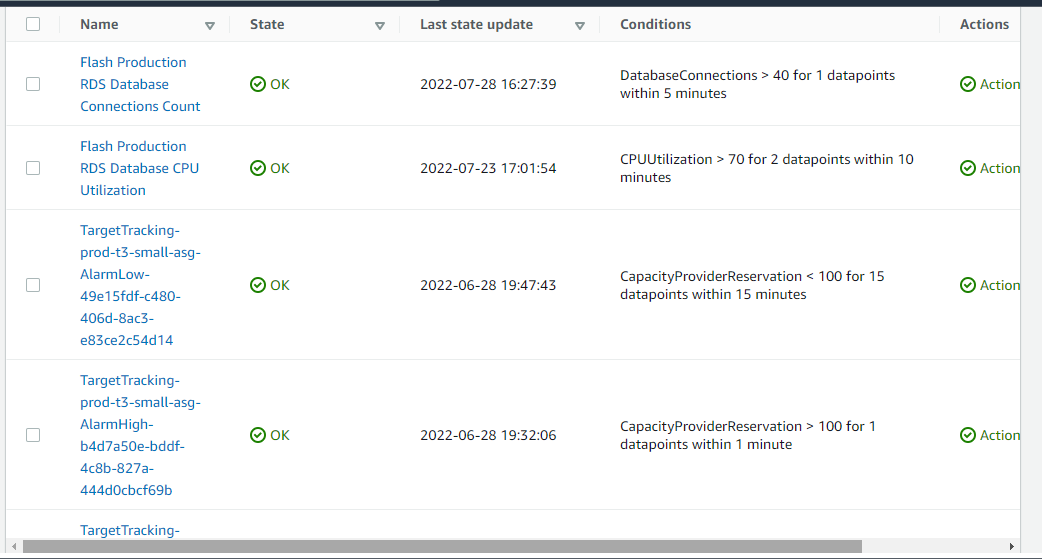 Name State Last state update Conditions Actions
Flash Production
RDS Database
Connections Count
OK
2022-07-28 16:27:39
DatabaseConnections > 40 for 1 datapoints
within 5 minutes
Action
Flash Production
RDS Database CPU
Utilization
OK
2022-07-23 17:01:54
CPUUtilization > 70 for 2 datapoints within 10
minutes
Action
TargetTracking-
prod-t3-small-asg-
AlarmLow-
49e15fdf-c480-
406d-8ac3-
e83ce2c54d14
OK
2022-06-28 19:47:43
CapacityProviderReservation < 100 for 15
datapoints within 15 minutes
Action
TargetTracking-
prod-t3-small-asg-
AlarmHigh-
b4d7a50e-bddf-
4c8b-827a-
444d0cbcf69b
OK
2022-06-28 19:32:06
CapacityProviderReservation > 100 for 1
datapoints within 1 minute
Action
TargetTracking-